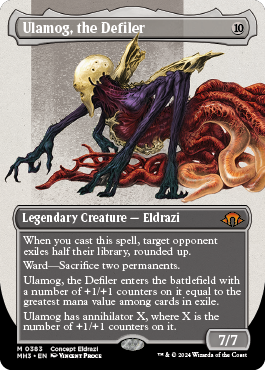 Ulamog, the Defiler 10
Legendary Creature — Eldrazi
When you cast this spell, target opponent
exiles half their library, rounded up.
Ward—Sacrifice two permanents.
Ulamog, the Defiler enters the battlefield with
a number of +1/+1 counters on it equal to the
greatest mana value among cards in exile.
Ulamog has annihilator X, where X is the
number of +1/+1 counters on it.
7/7
M 0383 Concept Eldrazi
MH3 • EN Vincent Proce
™ & © 2024 Wizards of the Coast